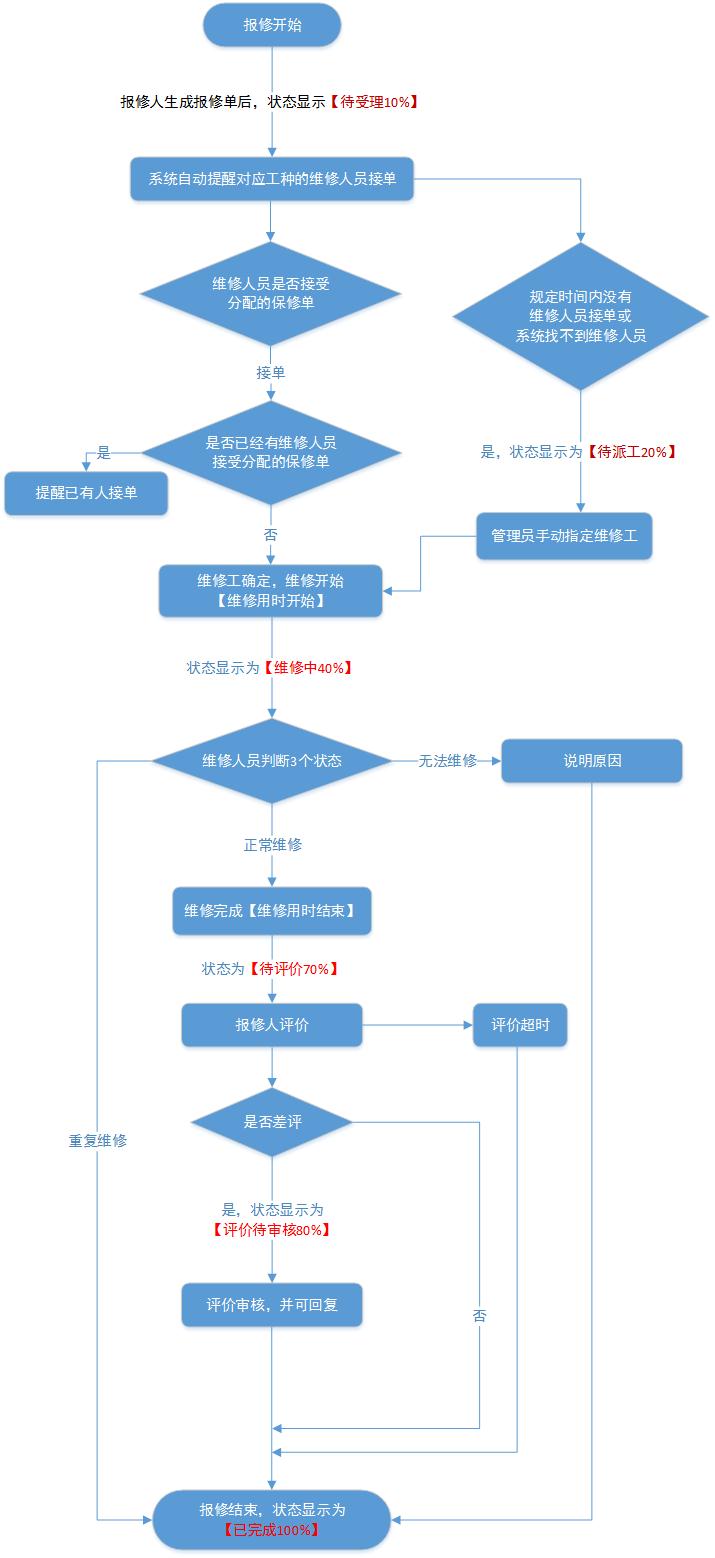 报修开始
报修人生成报修单后，状态显示【待受理10%】
系统自动提醒对应工种的维修人员接单
维修人员是否接受
分配的保修单
规定时间内没有
维修人员接单或
系统找不到维修人员
接单
是否已经有维修人员
接受分配的保修单
是，状态显示为【待派工20%】
是
提醒已有人接单
管理员手动指定维修工
否
维修工确定，维修开始
【维修用时开始】
状态显示为【维修中40%】
维修人员判断3个状态
无法维修
说明原因
正常维修
维修完成【维修用时结束】
状态为【待评价70%】
报修人评价
评价超时
是否差评
重复维修
是，状态显示为
【评价待审核80%】
评价审核，并可回复
否
报修结束，状态显示为
【已完成100%】